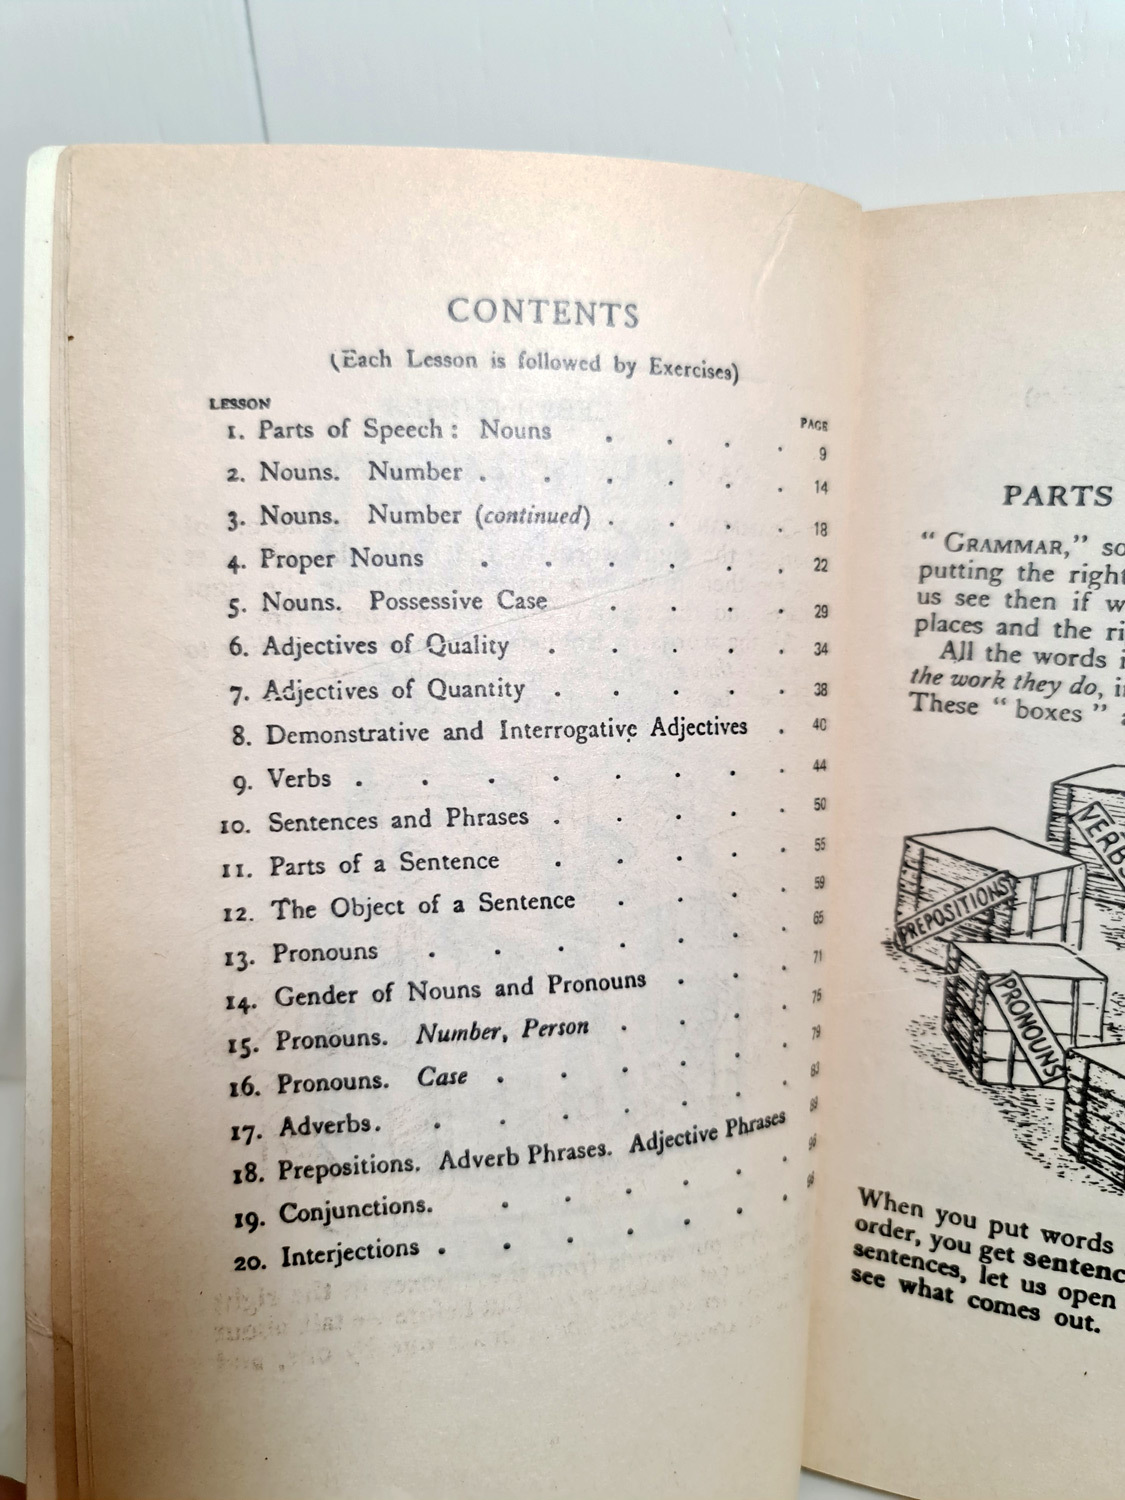 CONTENTS
(Each Lesson is followed by Exercises)
LESSON
PAGE
1. Parts of Speech: Nouns . . . . 9
2. Nouns. Number . . . . . . 14
3. Nouns. Number (continued) . . . . 18
4. Proper Nouns . . . . . . 22
5. Nouns. Possessive Case . . . . 29
6. Adjectives of Quality . . . . . 34
7. Adjectives of Quantity . . . . . 38
8. Demonstrative and Interrogative Adjectives . 40
9. Verbs . . . . . . . . 44
10. Sentences and Phrases . . . . . 50
11. Parts of a Sentence . . . . . 55
12. The Object of a Sentence . . . . 59
13. Pronouns . . . . . . . 65
14. Gender of Nouns and Pronouns . . . 71
15. Pronouns. Number, Person . . . . 75
16. Pronouns. Case . . . . . . 79
17. Adverbs. . . . . . .
18. Prepositions. Adverb Phrases. Adjective Phrases
19. Conjunctions. . . . . . .
20. Interjections . . . . . .
PARTS
"GRAMMAR," so
putting the right
us see then if w
places and the ri
All the words i
the work they do, i
These "boxes" a
VERBS
PREPOSITIONS
PRONOUNS
When you put words
order, you get sentenc
sentences, let us open
see what comes out.